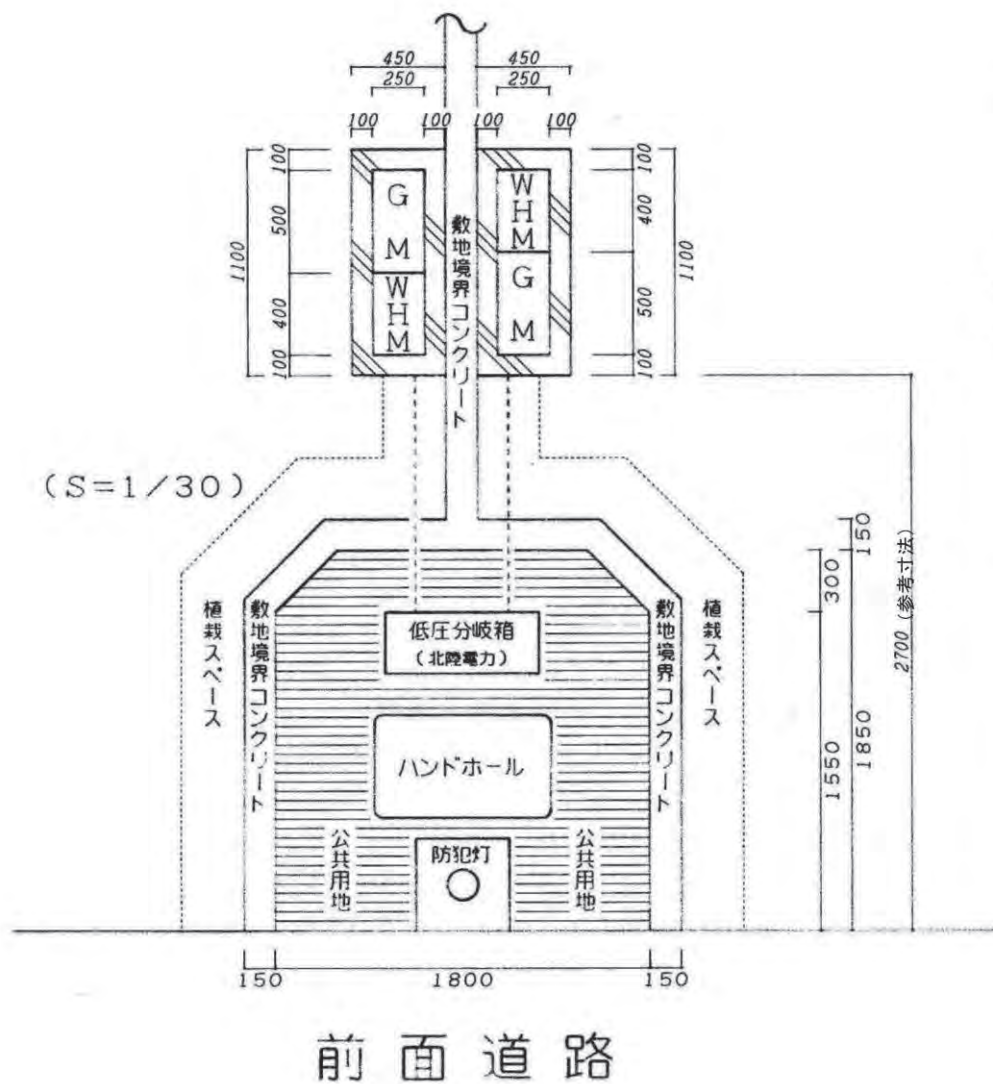 450
450
250
250
100
100
100
100
100
500
400
100
1100
G M
WHM
WHM
G M
敷地境界コンクリート
100
400
500
100
1100
(S=1/30)
植栽スペース
敷地境界コンクリート
低圧分岐箱
(北陸電力)
ハンドホール
防犯灯
公共用地
公共用地
敷地境界コンクリート
植栽スペース
300
1550
150
1850
2700(参考寸法)
150
1800
150
前面道路